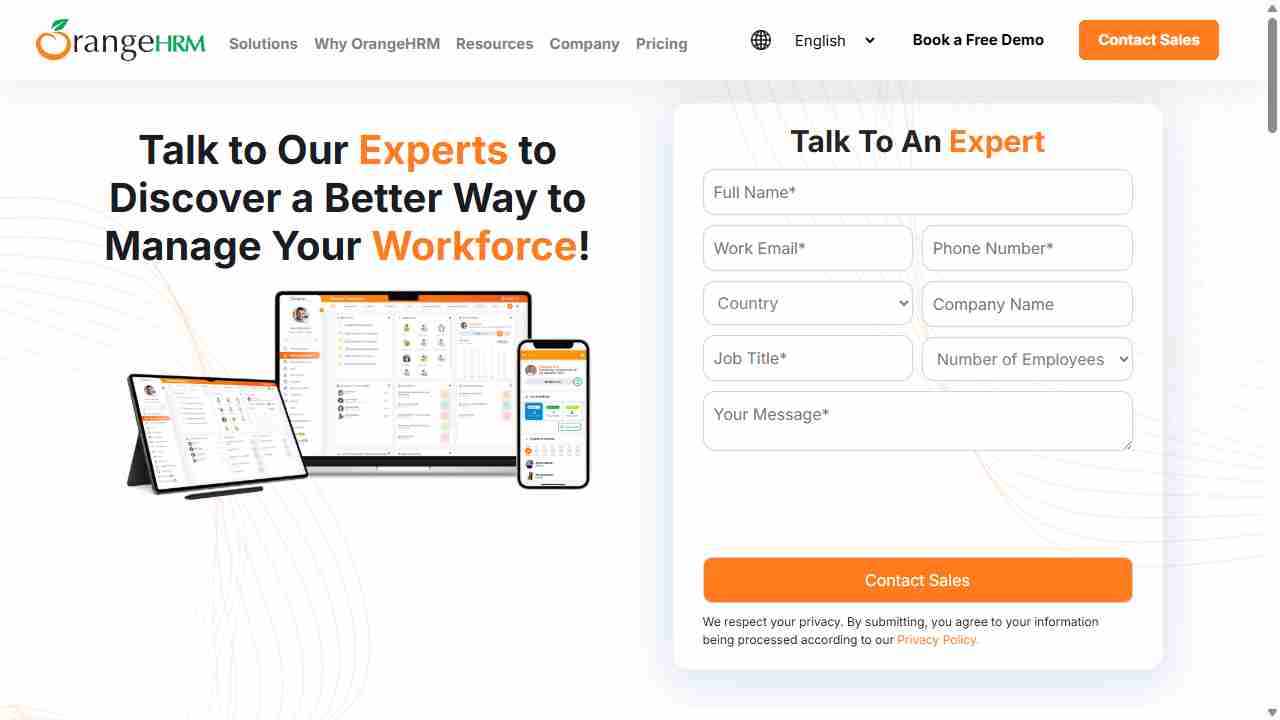 OrangeHRM
Solutions
Why OrangeHRM
Resources
Company
Pricing
English
Book a Free Demo
Contact Sales
Talk to Our Experts to
Discover a Better Way to
Manage Your Workforce!
Talk To An Expert
Full Name*
Work Email*
Phone Number*
Country
Company Name
Job Title*
Number of Employees
Your Message*
Contact Sales
We respect your privacy. By submitting, you agree to your information
being processed according to our Privacy Policy.